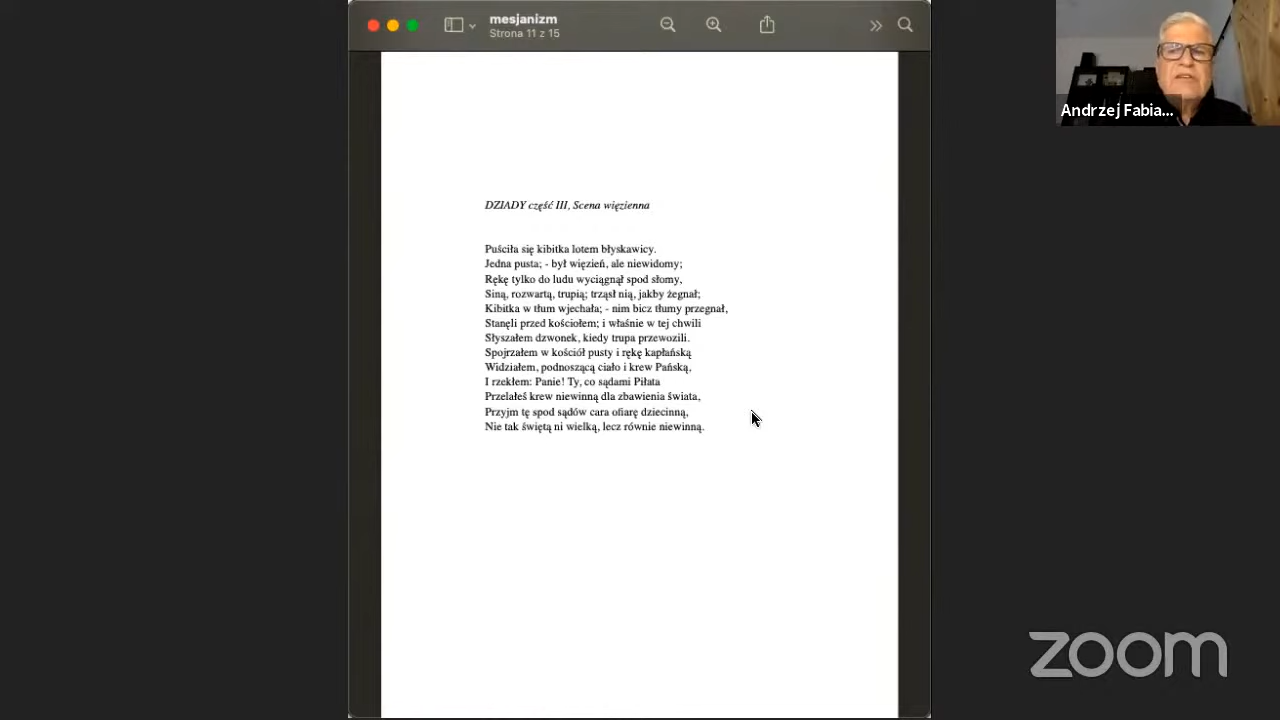 mesjanizm
Strona 11 z 15
Andrzej Fabia...
DZIADY część III, Scena więzienna
Puściła się kibitka lotem błyskawicy.
Jedna pusta; - był więzień, ale niewidomy;
Rękę tylko do ludu wyciągnął spod słomy,
Siną, rozwartą, trupią; trząsł nią, jakby żegnał;
Kibitka w tłum wjechała; - nim bicz tłumy przegnał,
Stanęli przed kościołem; i właśnie w tej chwili
Słyszałem dzwonek, kiedy trupa przewozili.
Spojrzałem w kościół pusty i rękę kapłańską
Widziałem, podnoszącą ciało i krew Pańską,
I rzekłem: Panie! Ty, co sądami Piłata
Przelałeś krew niewinną dla zbawienia świata,
Przyjm tę spod sądów cara ofiarę dziecinną,
Nie tak świętą ni wielką, lecz równie niewinną.
zoom